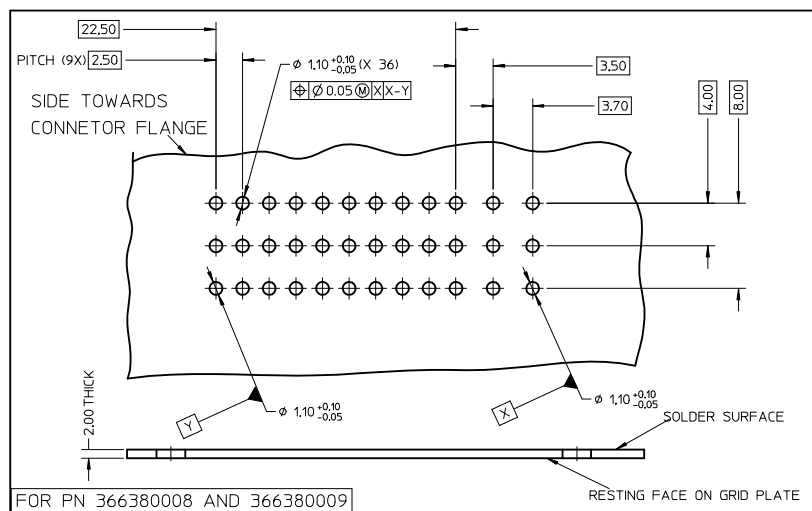 22.50
PITCH (9X) 2.50
⌀ 1.10 +0.10 -0.05 (X 36)
⌖ ⌀ 0.05 Ⓜ X X-Y
3.50
3.70
4.00
8.00
SIDE TOWARDS
CONNETOR FLANGE
Y
⌀ 1.10 +0.10 -0.05
X
⌀ 1.10 +0.10 -0.05
2.00 THICK
SOLDER SURFACE
RESTING FACE ON GRID PLATE
FOR PN 366380008 AND 366380009